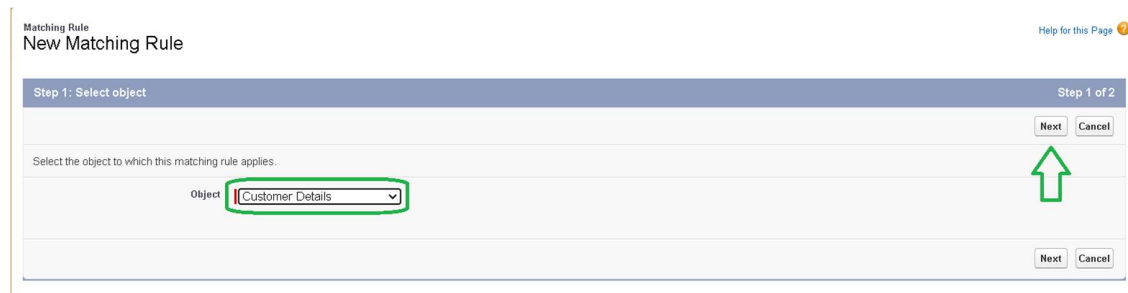 Matching Rule
New Matching Rule
Help for this Page
Step 1: Select object
Step 1 of 2
Next Cancel
Select the object to which this matching rule applies.
Object Customer Details
Next Cancel